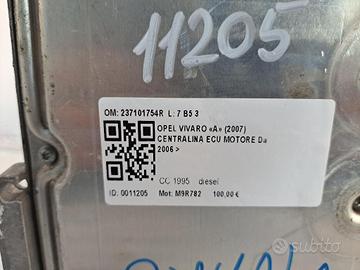 11205
OM: 237101754R L: 7 B5 3
OPEL VIVARO «A» (2007)
CENTRALINA ECU MOTORE Da
2006 >
CC 1995 diesel
ID: 0011205 Mot: M9R782 100,00 €
subito